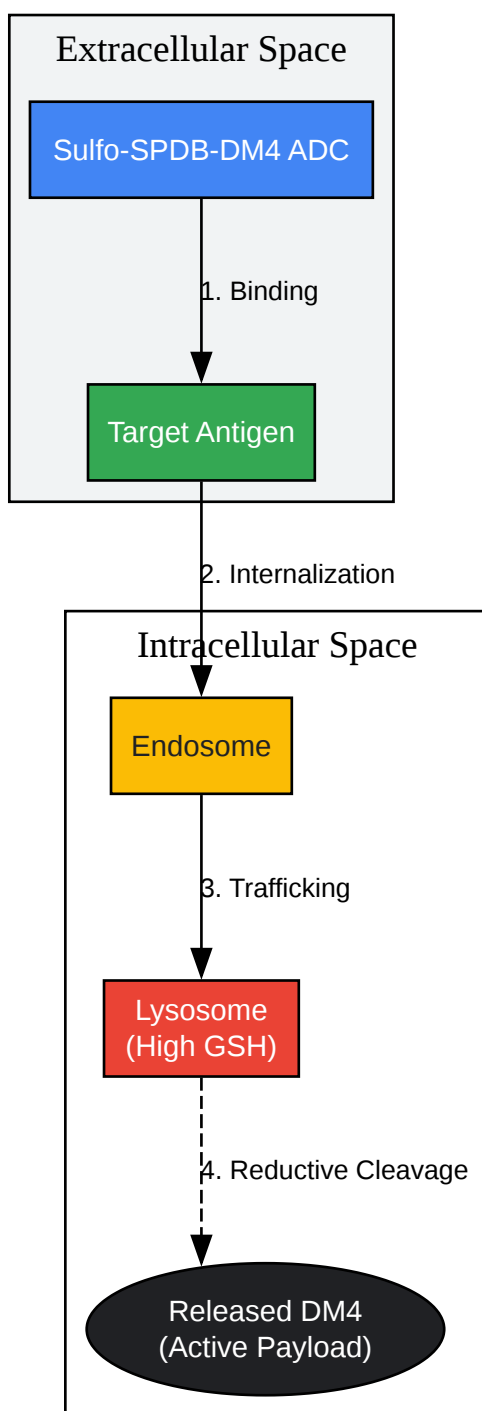 Extracellular Space
Sulfo-SPDB-DM4 ADC
1. Binding
Target Antigen
2. Internalization
Intracellular Space
Endosome
3. Trafficking
Lysosome
(High GSH)
4. Reductive Cleavage
Released DM4
(Active Payload)